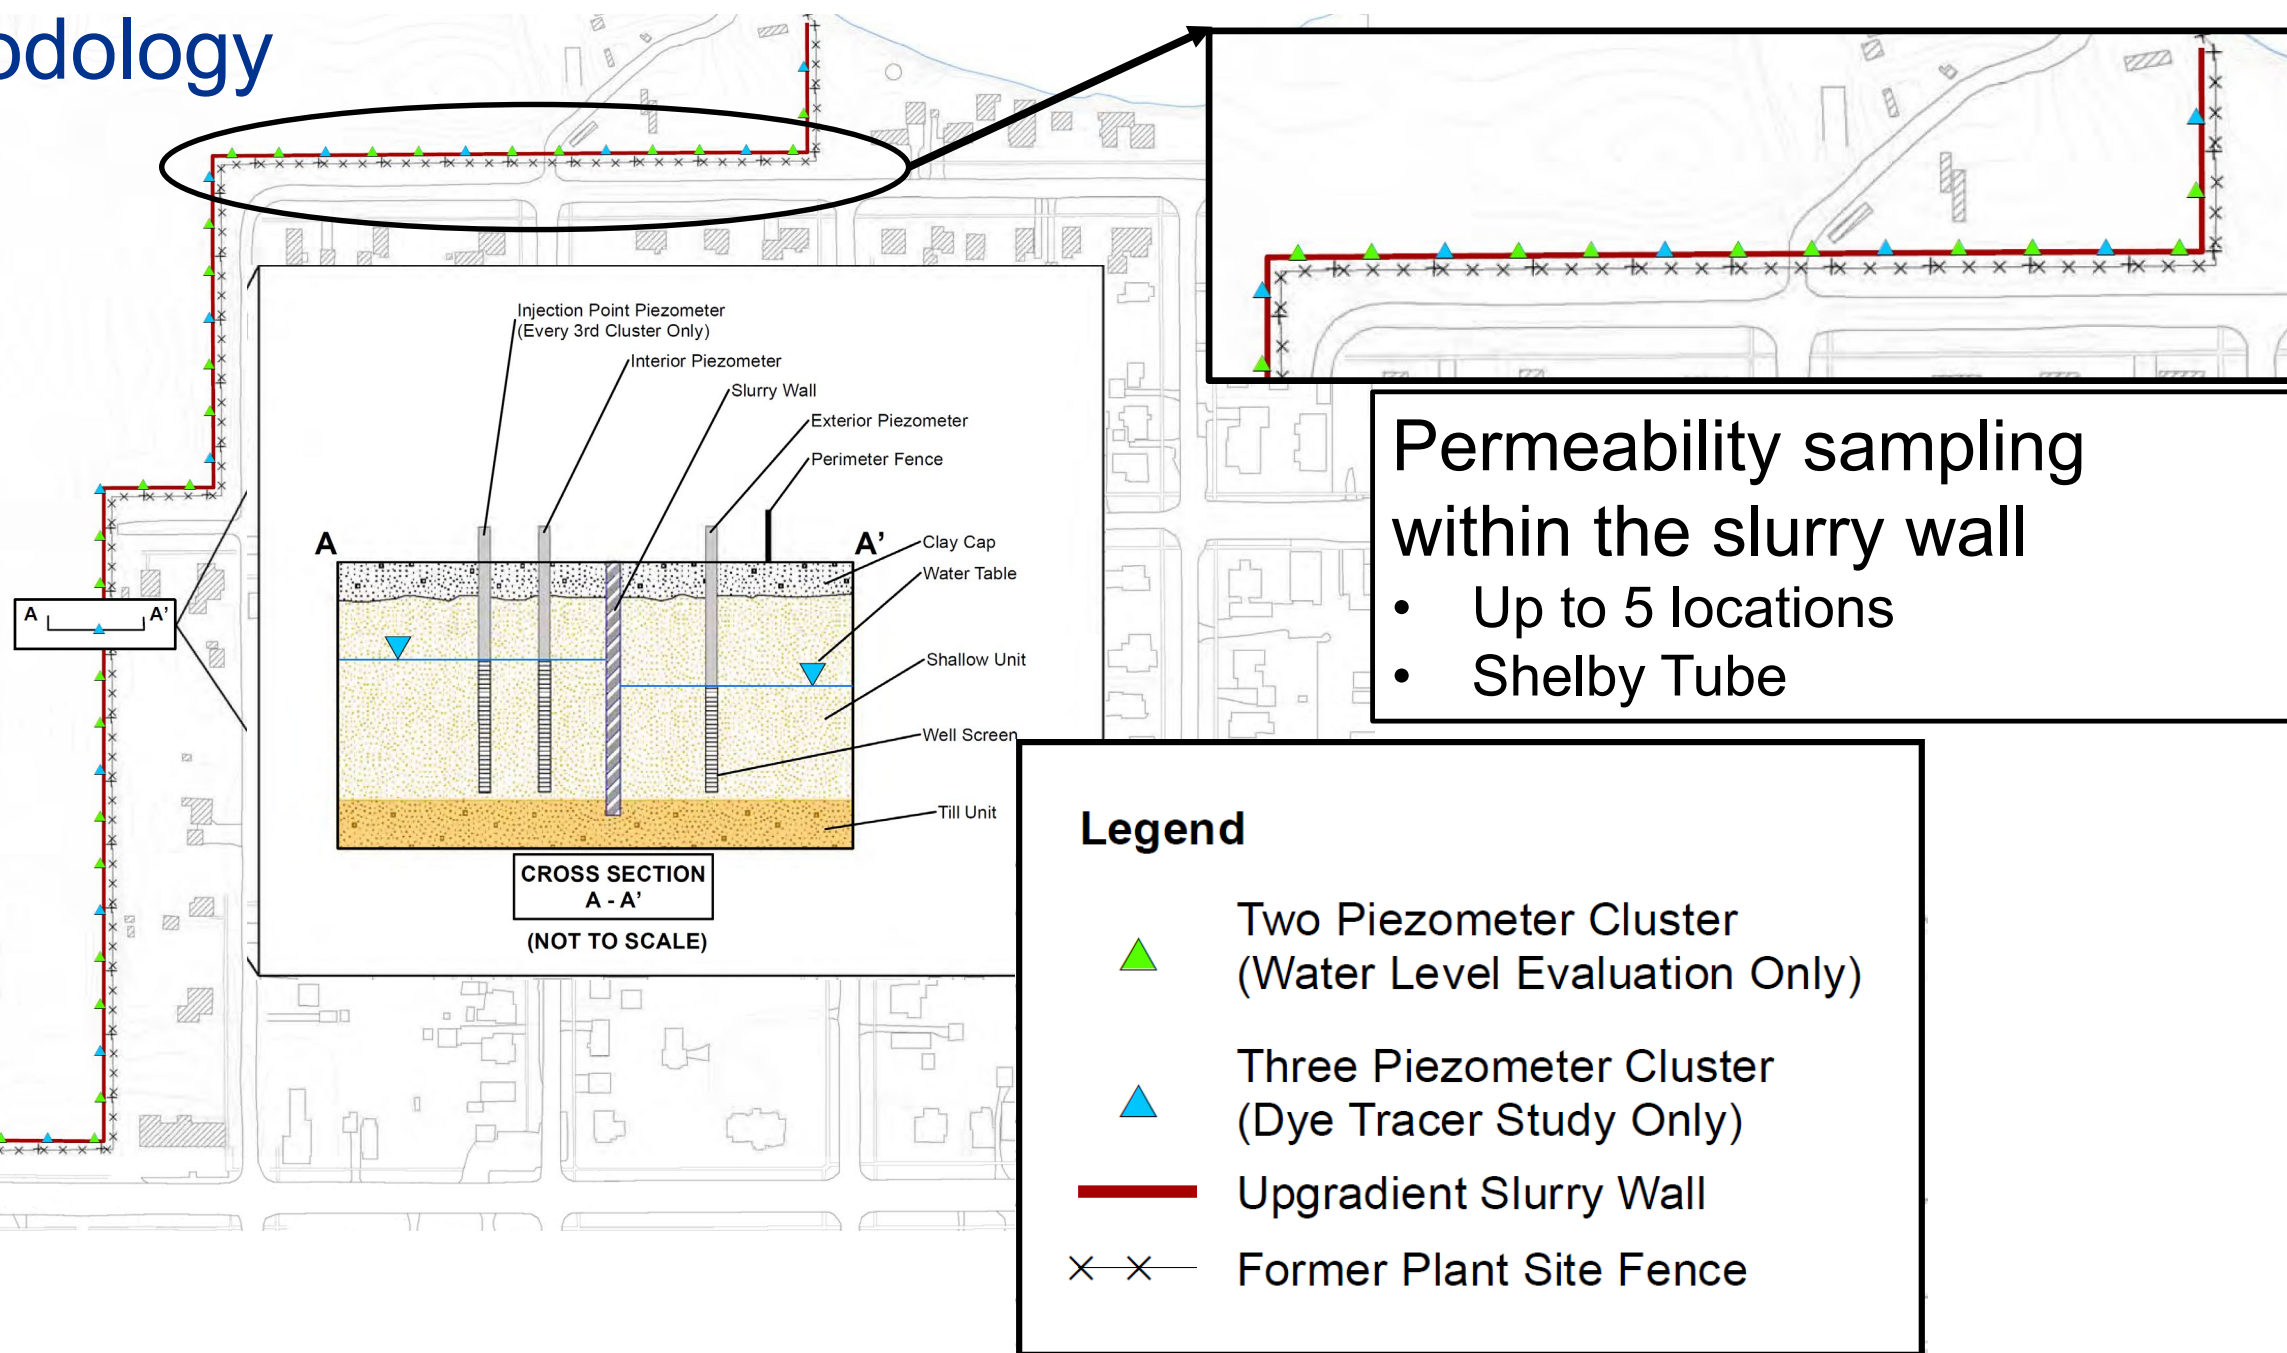 odology
Injection Point Piezometer
(Every 3rd Cluster Only)
Interior Piezometer
Slurry Wall
Exterior Piezometer
Perimeter Fence
A
A'
Clay Cap
Water Table
Shallow Unit
Well Screen
Till Unit
CROSS SECTION
A - A'
(NOT TO SCALE)
A
A'
Permeability sampling
within the slurry wall
• Up to 5 locations
• Shelby Tube
Legend
Two Piezometer Cluster
(Water Level Evaluation Only)
Three Piezometer Cluster
(Dye Tracer Study Only)
Upgradient Slurry Wall
Former Plant Site Fence